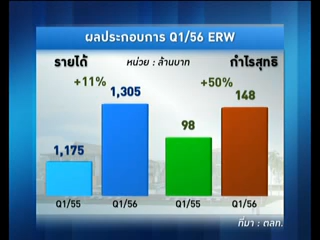 ผลประกอบการ Q1/56 ERW
รายได้ หน่วย : ล้านบาท กำไรสุทธิ
+11% +50%
1,175 1,305 98 148
Q1/55 Q1/56 Q1/55 Q1/56
ที่มา : ตลท.